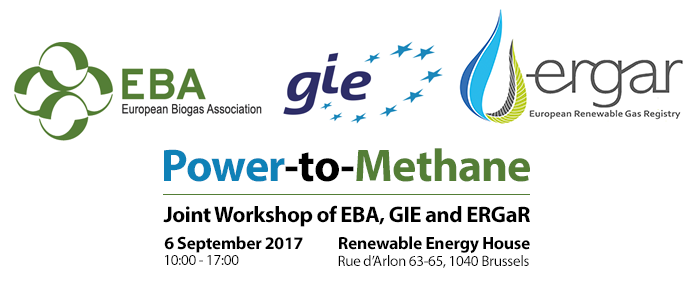 EBA
European Biogas Association
gie
ergar
European Renewable Gas Registry
Power-to-Methane
Joint Workshop of EBA, GIE and ERGaR
6 September 2017
10:00 - 17:00
Renewable Energy House
Rue d'Arlon 63-65, 1040 Brussels